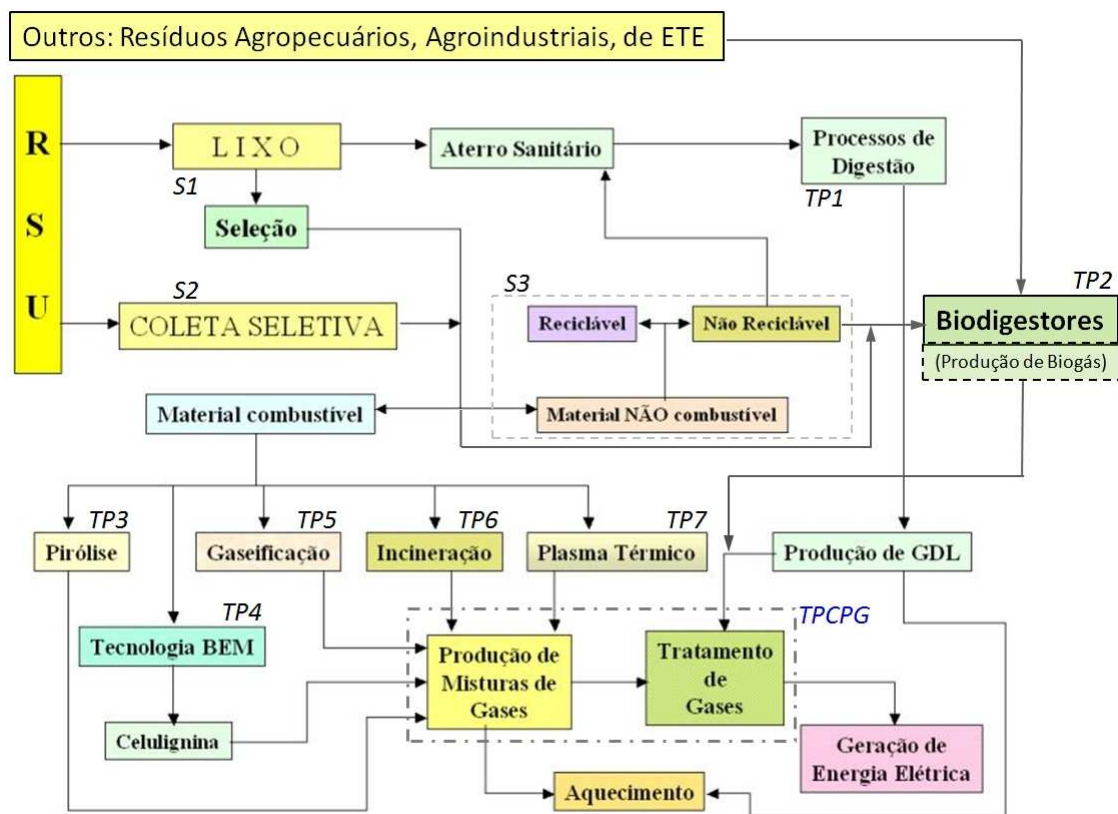 Outros: Resíduos Agropecuários, Agroindustriais, de ETE
R
S
U
L I X O
S1
Seleção
Aterro Sanitário
Processos de
Digestão
TP1
S2
COLETA SELETIVA
S3
Reciclável
Não Reciclável
TP2
Biodigestores
(Produção de Biogás)
Material combustível
Material NÃO combustível
TP3
Pirólise
TP5
Gaseificação
TP6
Incineração
TP7
Plasma Térmico
Produção de GDL
TP4
Tecnologia BEM
TPCPG
Produção de
Misturas de
Gases
Tratamento
de
Gases
Celulignina
Geração de
Energia Elétrica
Aquecimento